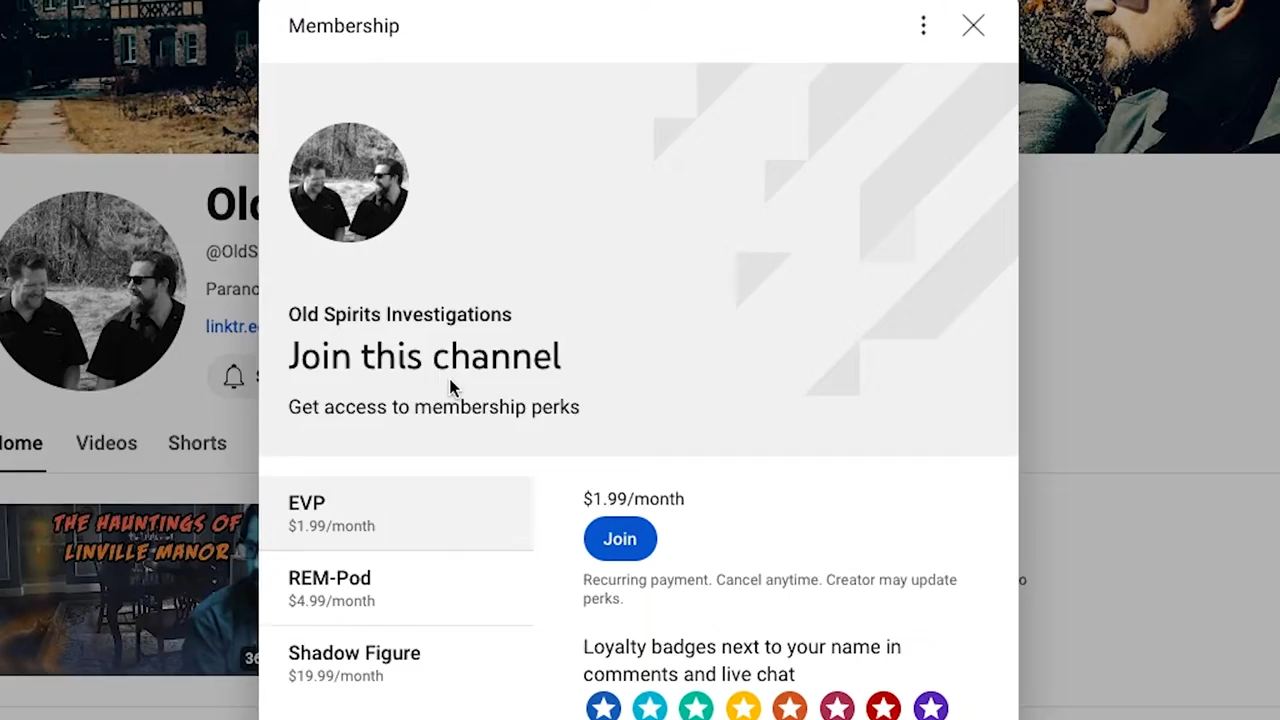 Membership
Old
@OldS
Parano
linktr.e
Home
Videos
Shorts
THE HAUNTINGS OF
LINVILLE MANOR
36
Old Spirits Investigations
Join this channel
Get access to membership perks
EVP
$1.99/month
REM-Pod
$4.99/month
Shadow Figure
$19.99/month
$1.99/month
Join
Recurring payment. Cancel anytime. Creator may update
perks.
Loyalty badges next to your name in
comments and live chat